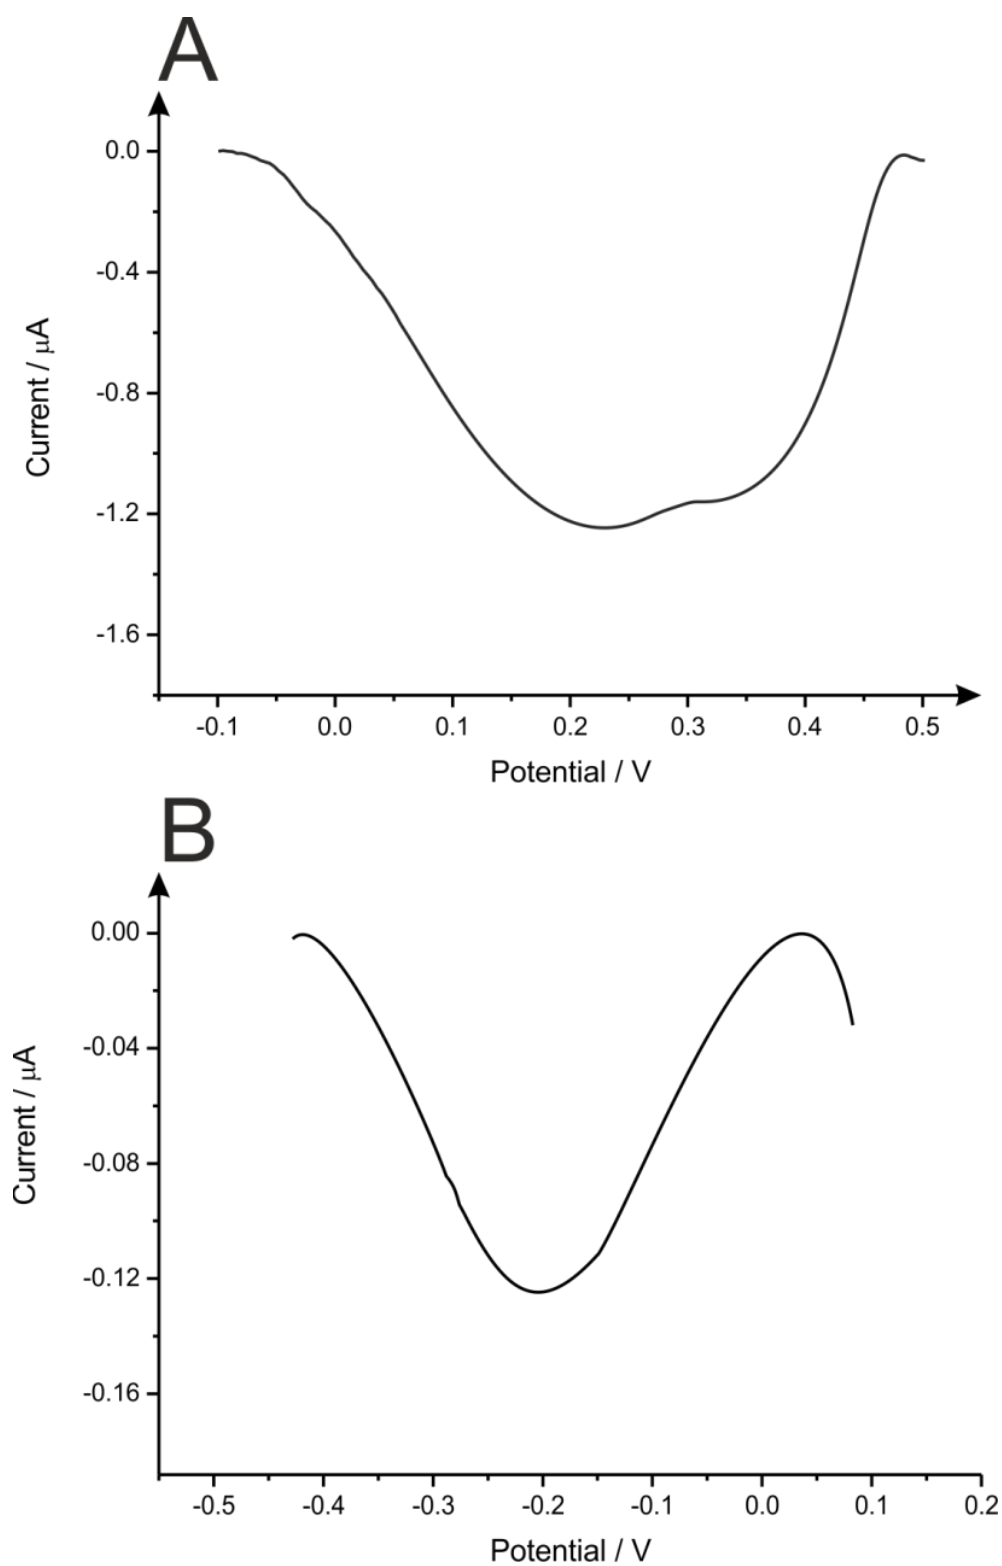 A
0.0
-0.4
-0.8
-1.2
-1.6
Current / μA
-0.1 0.0 0.1 0.2 0.3 0.4 0.5
Potential / V
B
0.00
-0.04
-0.08
-0.12
-0.16
Current / μA
-0.5 -0.4 -0.3 -0.2 -0.1 0.0 0.1 0.2
Potential / V